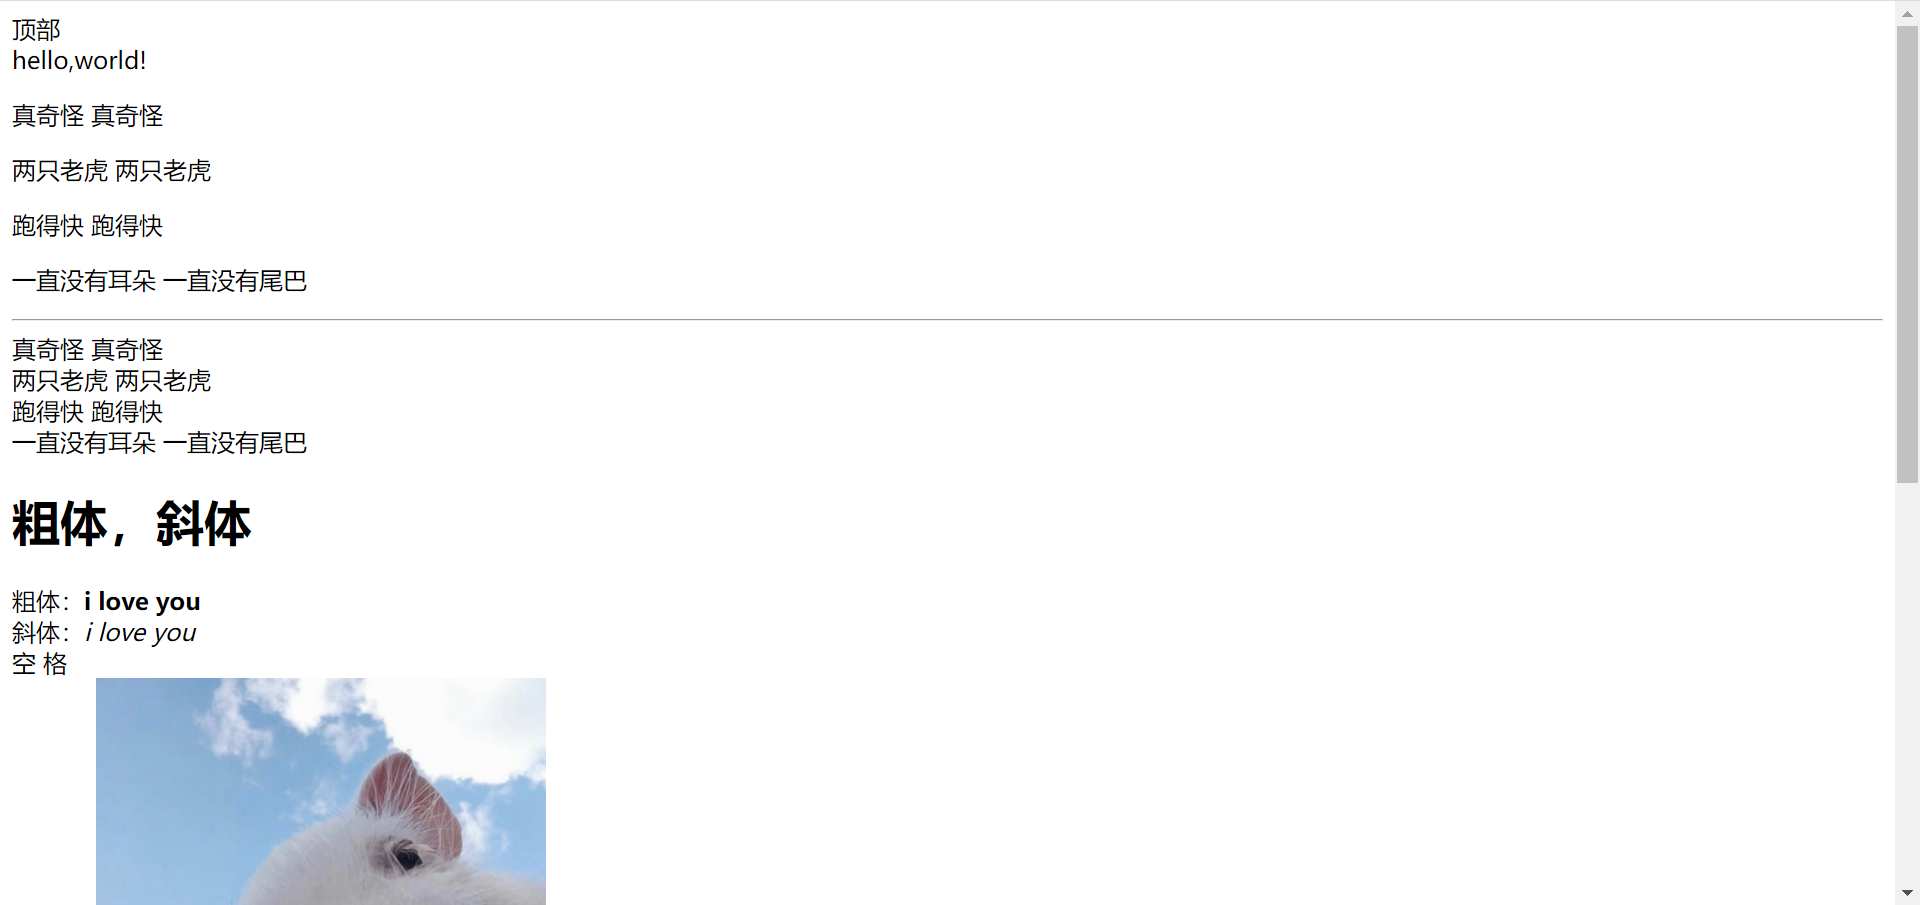 顶部
hello,world!
真奇怪 真奇怪
两只老虎 两只老虎
跑得快 跑得快
一直没有耳朵 一直没有尾巴
真奇怪 真奇怪
两只老虎 两只老虎
跑得快 跑得快
一直没有耳朵 一直没有尾巴
粗体，斜体
粗体：i love you
斜体：i love you
空 格